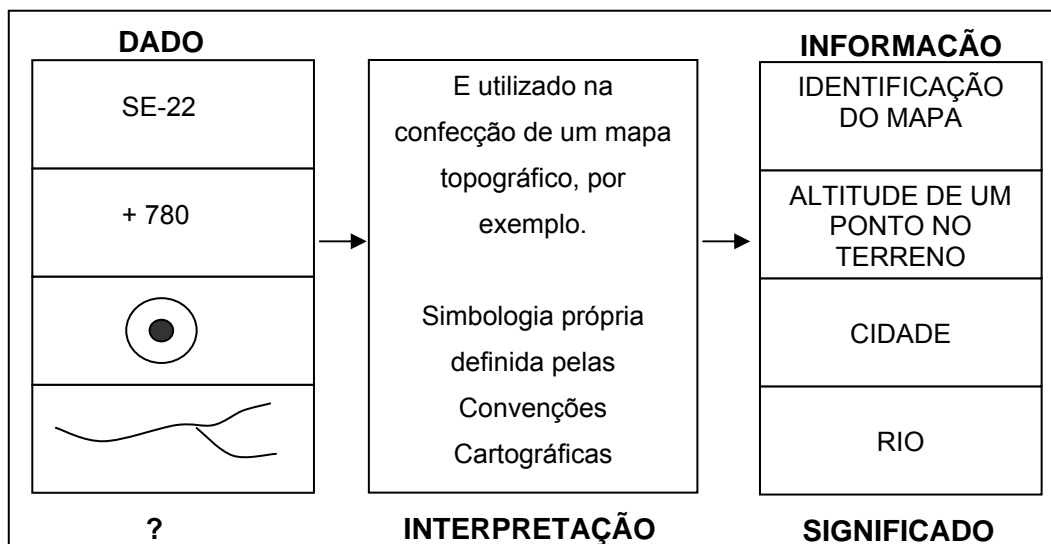 DADO
SE-22
+ 780
?
E utilizado na
confecção de um mapa
topográfico, por
exemplo.
Simbologia própria
definida pelas
Convenções
Cartográficas
INTERPRETAÇÃO
INFORMAÇÃO
IDENTIFICAÇÃO
DO MAPA
ALTITUDE DE UM
PONTO NO
TERRENO
CIDADE
RIO
SIGNIFICADO